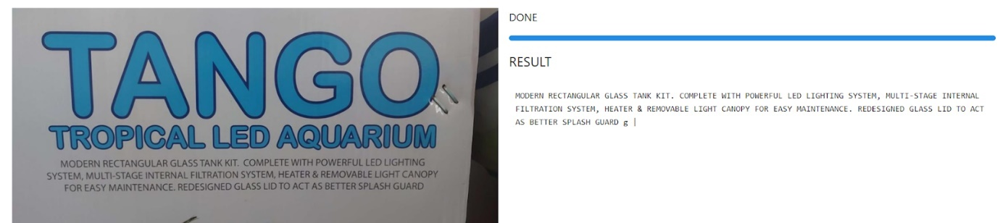 TANGO
TROPICAL LED AQUARIUM
MODERN RECTANGULAR GLASS TANK KIT. COMPLETE WITH POWERFUL LED LIGHTING
SYSTEM, MULTI-STAGE INTERNAL FILTRATION SYSTEM, HEATER & REMOVABLE LIGHT CANOPY
FOR EASY MAINTENANCE. REDESIGNED GLASS LID TO ACT AS BETTER SPLASH GUARD
DONE
RESULT
MODERN RECTANGULAR GLASS TANK KIT. COMPLETE WITH POWERFUL LED LIGHTING SYSTEM, MULTI-STAGE INTERNAL
FILTRATION SYSTEM, HEATER & REMOVABLE LIGHT CANOPY FOR EASY MAINTENANCE. REDESIGNED GLASS LID TO ACT
AS BETTER SPLASH GUARD g |